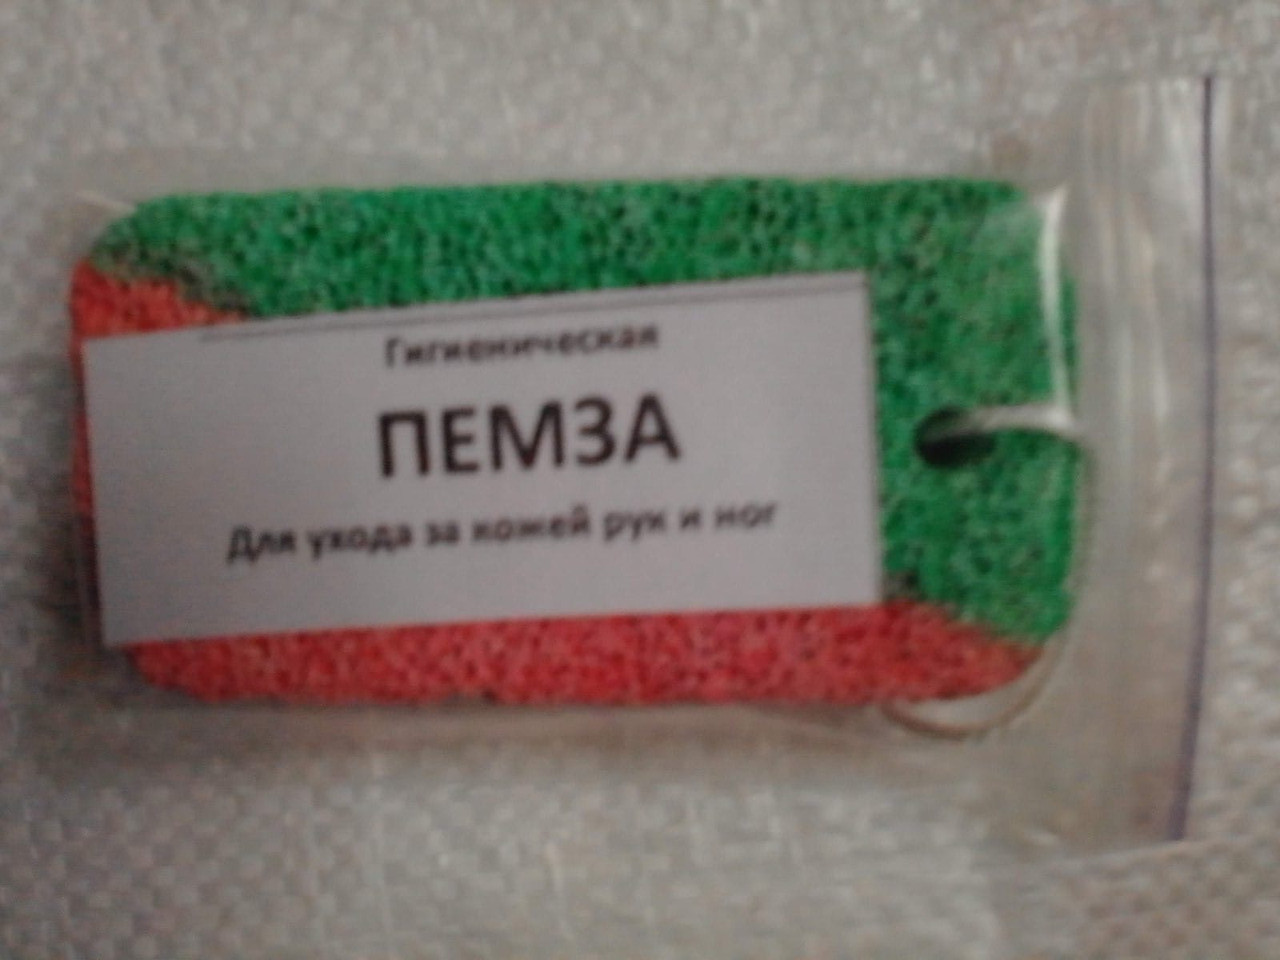 Гигиеническая
ПЕМЗА
Для ухода за кожей рук и ног